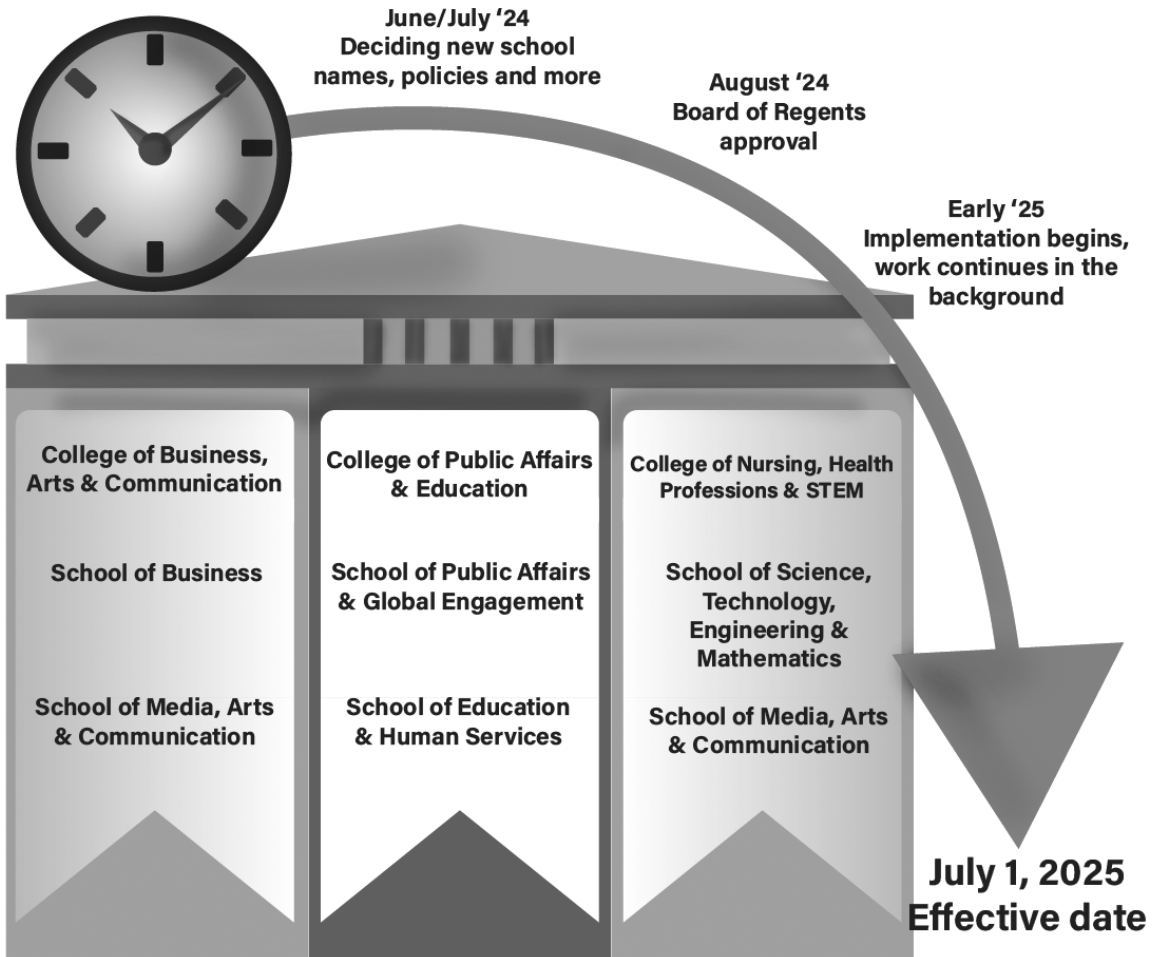 June/July ‘24
Deciding new school
names, policies and more
August ‘24
Board of Regents
approval
Early ‘25
Implementation begins,
work continues in the
background
College of Business,
Arts & Communication
School of Business
School of Media, Arts
& Communication
College of Public Affairs
& Education
School of Public Affairs
& Global Engagement
School of Education
& Human Services
College of Nursing, Health
Professions & STEM
School of Science,
Technology,
Engineering &
Mathematics
School of Media, Arts
& Communication
July 1, 2025
Effective date